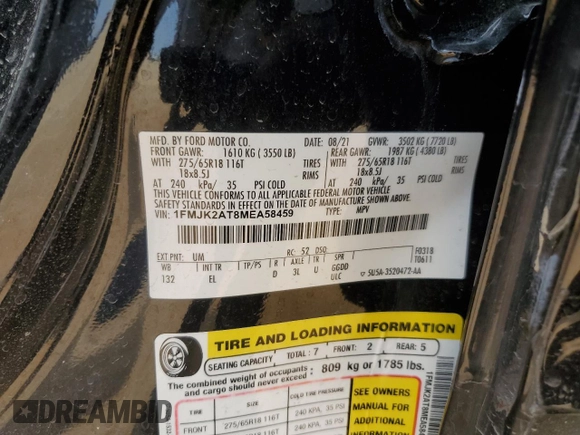 MFD. BY FORD MOTOR CO. DATE: 08/21 GVWR: 3502 KG (7720 LB)
FRONT GAWR: 1610 KG (3550 LB) REAR GAWR: 1987 KG (4380 LB)
WITH 275/65R18 116T TIRES WITH 275/65R18 116T TIRES
18x8.5J RIMS 18x8.5J RIMS
AT 240 kPa/ 35 PSI COLD AT 240 kPa/ 35 PSI COLD
THIS VEHICLE CONFORMS TO ALL APPLICABLE FEDERAL MOTOR VEHICLE
SAFETY STANDARDS IN EFFECT ON THE DATE OF MANUFACTURE SHOWN ABOVE.
VIN: 1FMJK2AT8MEA58459 TYPE: MPV
EXT PNT: UM RC: 52 DSO: F0318
WB INT TR TP/PS R AXLE TR SPR T0611
132 EL D 3L U GGDD
ULC 5USA-3520472-AA
TIRE AND LOADING INFORMATION
SEATING CAPACITY TOTAL: 7 FRONT: 2 REAR: 5
The combined weight of occupants and cargo should never exceed: 809 kg or 1785 lbs.
TIRE SIZE COLD TIRE PRESSURE
FRONT 275/65R18 116T 240 KPA, 35 PSI
SEE OWNERS
MANUAL FOR
ADDITIONAL
INFORMATION
AUTOBIDMASTER
AUTOBIDMASTER